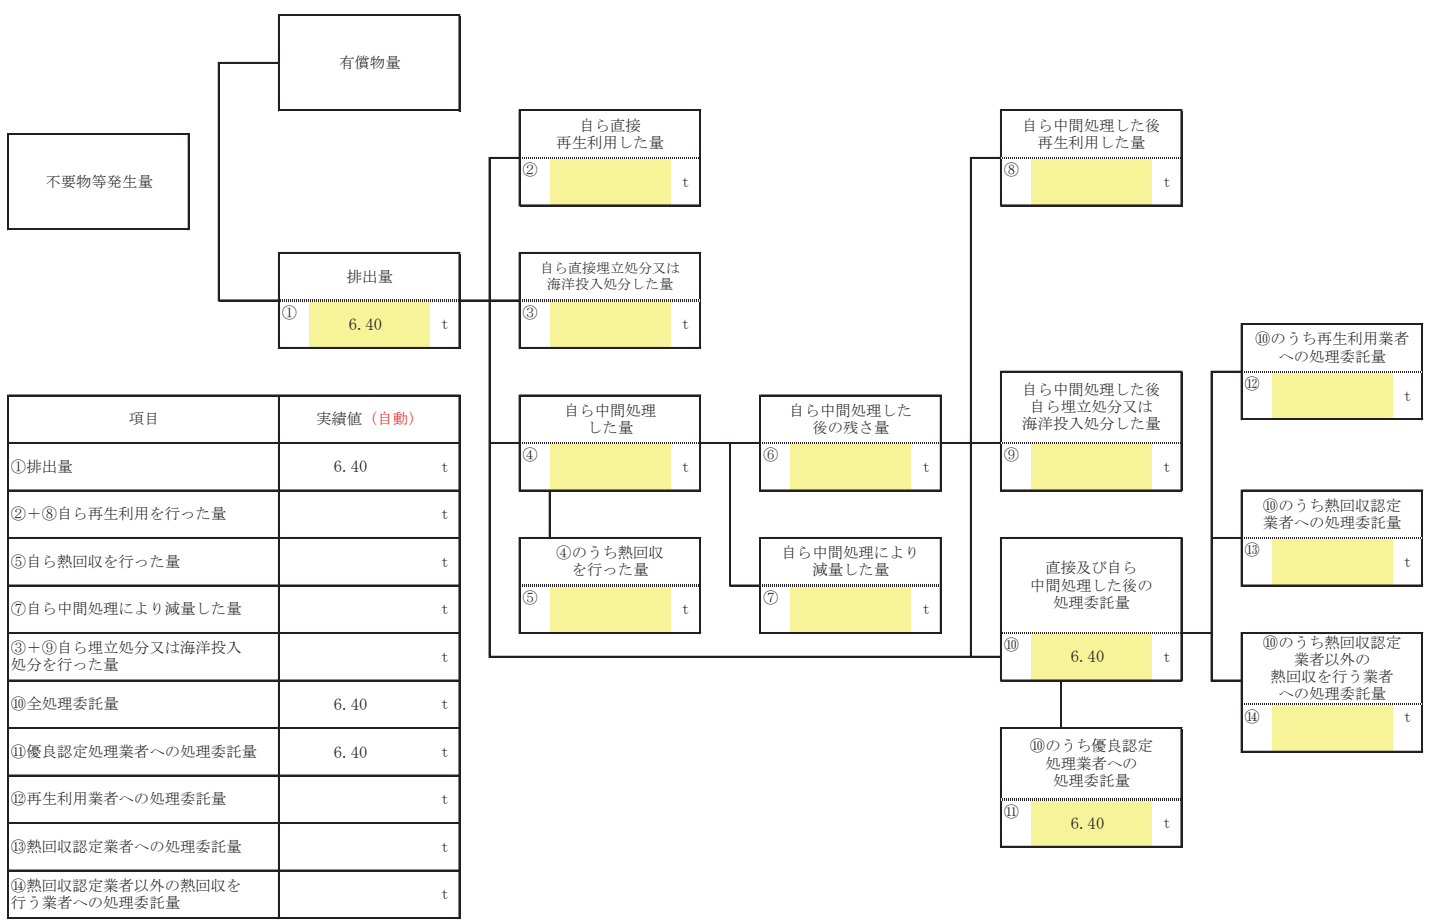 有償物量
不要物等発生量
排出量
①
6.40
t
自ら直接
再生利用した量
②
t
自ら直接埋立処分又は
海洋投入処分した量
③
t
自ら中間処理
した量
④
t
④のうち熱回収
を行った量
⑤
t
自ら中間処理した
後の残さ量
⑥
t
自ら中間処理により
減量した量
⑦
t
自ら中間処理した後
再生利用した量
⑧
t
自ら中間処理した後
自ら埋立処分又は
海洋投入処分した量
⑨
t
直接及び自ら
中間処理した後の
処理委託量
⑩
6.40
t
⑩のうち優良認定
処理業者への
処理委託量
⑪
6.40
t
⑩のうち再生利用業者
への処理委託量
⑫
t
⑩のうち熱回収認定
業者への処理委託量
⑬
t
⑩のうち熱回収認定
業者以外の
熱回収を行う業者
への処理委託量
⑭
t
項目 実績値（自動）
①排出量 6.40 t
②＋⑧自ら再生利用を行った量 t
⑤自ら熱回収を行った量 t
⑦自ら中間処理により減量した量 t
③＋⑨自ら埋立処分又は海洋投入
処分を行った量 t
⑩全処理委託量 6.40 t
⑪優良認定処理業者への処理委託量 6.40 t
⑫再生利用業者への処理委託量 t
⑬熱回収認定業者への処理委託量 t
⑭熱回収認定業者以外の熱回収を
行う業者への処理委託量 t